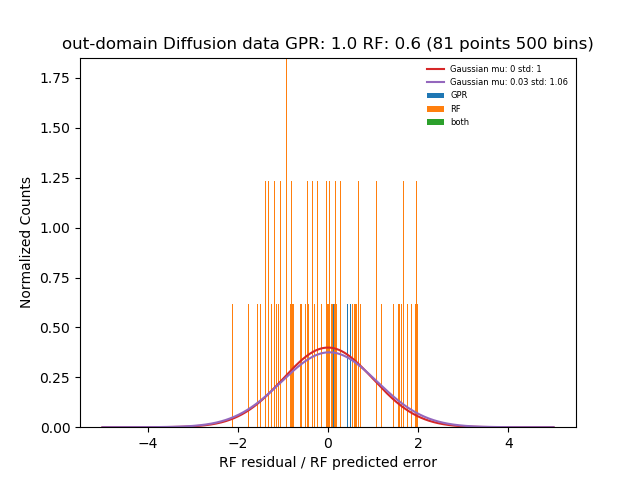 out-domain Diffusion data GPR: 1.0 RF: 0.6 (81 points 500 bins)
Gaussian mu: 0 std: 1
Gaussian mu: 0.03 std: 1.06
GPR
RF
both
Normalized Counts
1.75
1.50
1.25
1.00
0.75
0.50
0.25
0.00
−4 −2 0 2 4
RF residual / RF predicted error